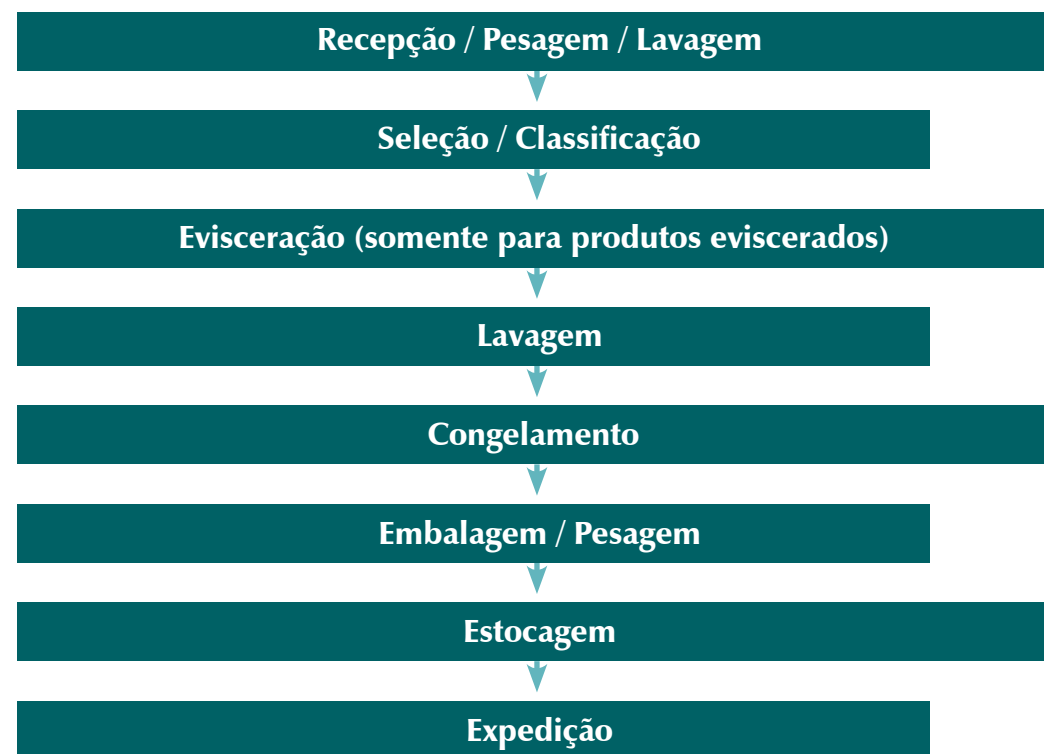 Recepção / Pesagem / Lavagem
Seleção / Classificação
Evisceração (somente para produtos eviscerados)
Lavagem
Congelamento
Embalagem / Pesagem
Estocagem
Expedição